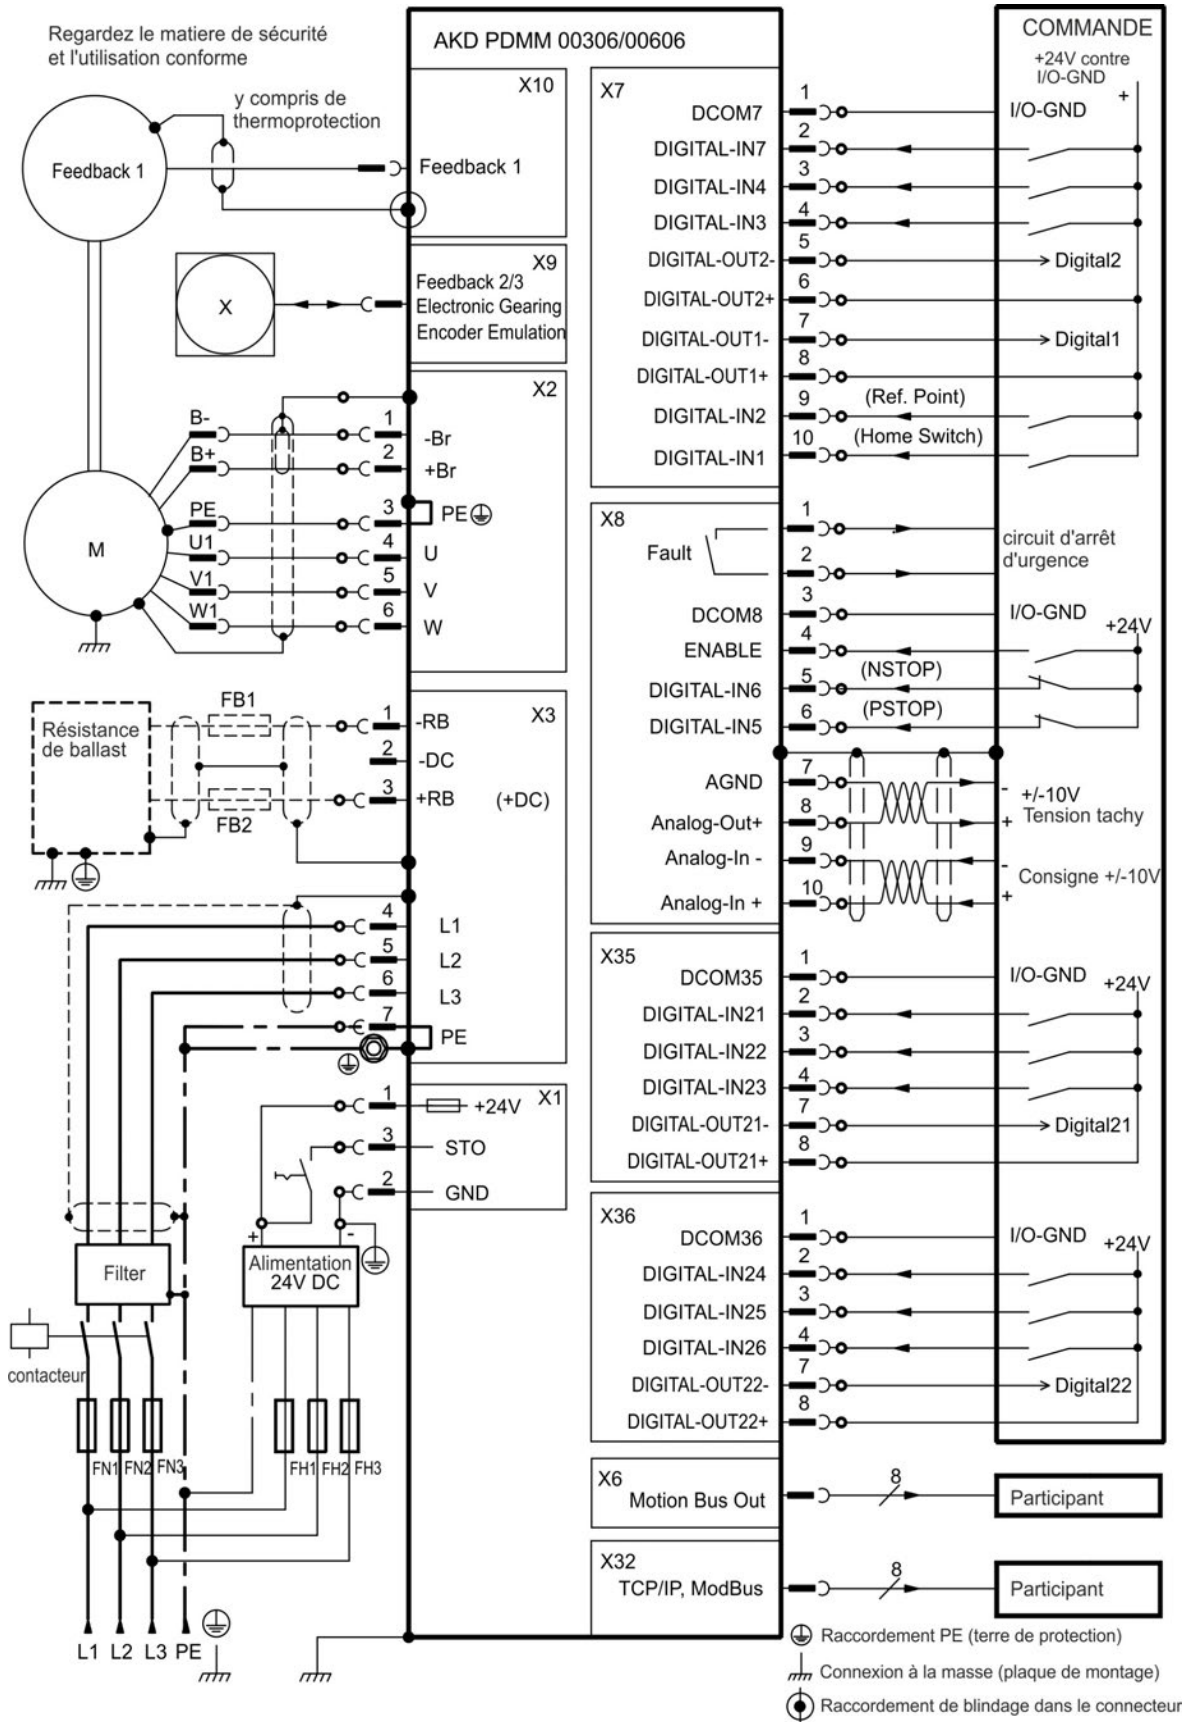 Regardez le matiere de sécurité
et l'utilisation conforme
AKD PDMM 00306/00606
COMMANDE
+24V contre
I/O-GND
+
y compris de
thermoprotection
Feedback 1
X10
Feedback 1
X
X9
Feedback 2/3
Electronic Gearing
Encoder Emulation
X2
B-
1
-Br
B+
2
+Br
PE
3
PE
U1
4
U
V1
5
V
W1
6
W
M
X3
Résistance
de ballast
FB1
FB2
1
-RB
2
-DC
3
+RB
(+DC)
4
L1
5
L2
6
L3
7
PE
X1
1
+24V
3
STO
2
GND
+
-
Alimentation
24V DC
Filter
contacteur
FN1
FN2
FN3
FH1
FH2
FH3
L1
L2
L3
PE
X7
DCOM7
1
I/O-GND
DIGITAL-IN7
2
DIGITAL-IN4
3
DIGITAL-IN3
4
DIGITAL-OUT2-
5
Digital2
DIGITAL-OUT2+
6
DIGITAL-OUT1-
7
Digital1
DIGITAL-OUT1+
8
DIGITAL-IN2
9
(Ref. Point)
DIGITAL-IN1
10
(Home Switch)
X8
Fault
1
2
circuit d'arrêt
d'urgence
DCOM8
3
I/O-GND
+24V
ENABLE
4
DIGITAL-IN6
5
(NSTOP)
DIGITAL-IN5
6
(PSTOP)
AGND
7
-
Analog-Out+
8
+
+/-10V
Tension tachy
Analog-In -
9
-
Analog-In +
10
+
Consigne +/-10V
X35
DCOM35
1
I/O-GND
+24V
DIGITAL-IN21
2
DIGITAL-IN22
3
DIGITAL-IN23
4
DIGITAL-OUT21-
7
Digital21
DIGITAL-OUT21+
8
X36
DCOM36
1
I/O-GND
+24V
DIGITAL-IN24
2
DIGITAL-IN25
3
DIGITAL-IN26
4
DIGITAL-OUT22-
7
Digital22
DIGITAL-OUT22+
8
X6
Motion Bus Out
8
Participant
X32
TCP/IP, ModBus
8
Participant
Raccordement PE (terre de protection)
Connexion à la masse (plaque de montage)
Raccordement de blindage dans le connecteur